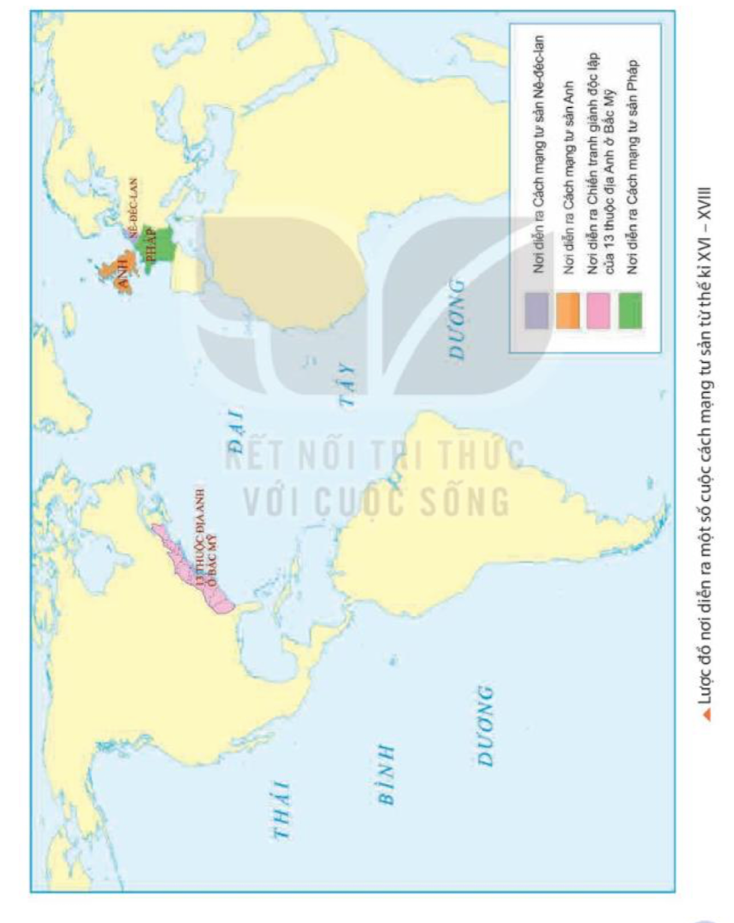 NÊ-ĐÉC-LAN
ANH
PHÁP
13 THUỘC ĐỊA ANH
Ở BẮC MỸ
ĐẠI
TÂY
DƯƠNG
THÁI
BÌNH
DƯƠNG
KẾT NỐI TRI THỨC
VỚI CUỘC SỐNG
Nơi diễn ra Cách mạng tư sản Nê-đéc-lan
Nơi diễn ra Cách mạng tư sản Anh
Nơi diễn ra Chiến tranh giành độc lập
của 13 thuộc địa Anh ở Bắc Mỹ
Nơi diễn ra Cách mạng tư sản Pháp
Lược đồ nơi diễn ra một số cuộc cách mạng tư sản từ thế kỉ XVI – XVIII